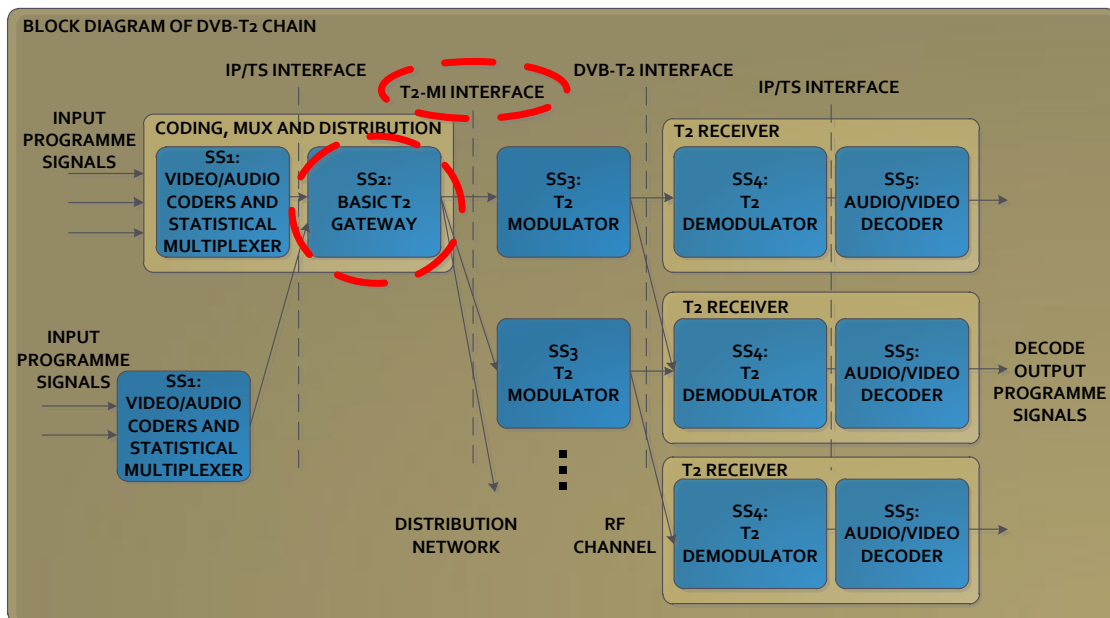 BLOCK DIAGRAM OF DVB-T2 CHAIN
IP/TS INTERFACE
T2-MI INTERFACE
DVB-T2 INTERFACE
IP/TS INTERFACE
INPUT
PROGRAMME
SIGNALS
CODING, MUX AND DISTRIBUTION
SS1:
VIDEO/AUDIO
CODERS AND
STATISTICAL
MULTIPLEXER
SS2:
BASIC T2
GATEWAY
SS3:
T2
MODULATOR
T2 RECEIVER
SS4:
T2
DEMODULATOR
SS5:
AUDIO/VIDEO
DECODER
INPUT
PROGRAMME
SIGNALS
SS1:
VIDEO/AUDIO
CODERS AND
STATISTICAL
MULTIPLEXER
SS3
T2
MODULATOR
T2 RECEIVER
SS4:
T2
DEMODULATOR
SS5:
AUDIO/VIDEO
DECODER
DECODE
OUTPUT
PROGRAMME
SIGNALS
DISTRIBUTION
NETWORK
RF
CHANNEL
T2 RECEIVER
SS4:
T2
DEMODULATOR
SS5:
AUDIO/VIDEO
DECODER